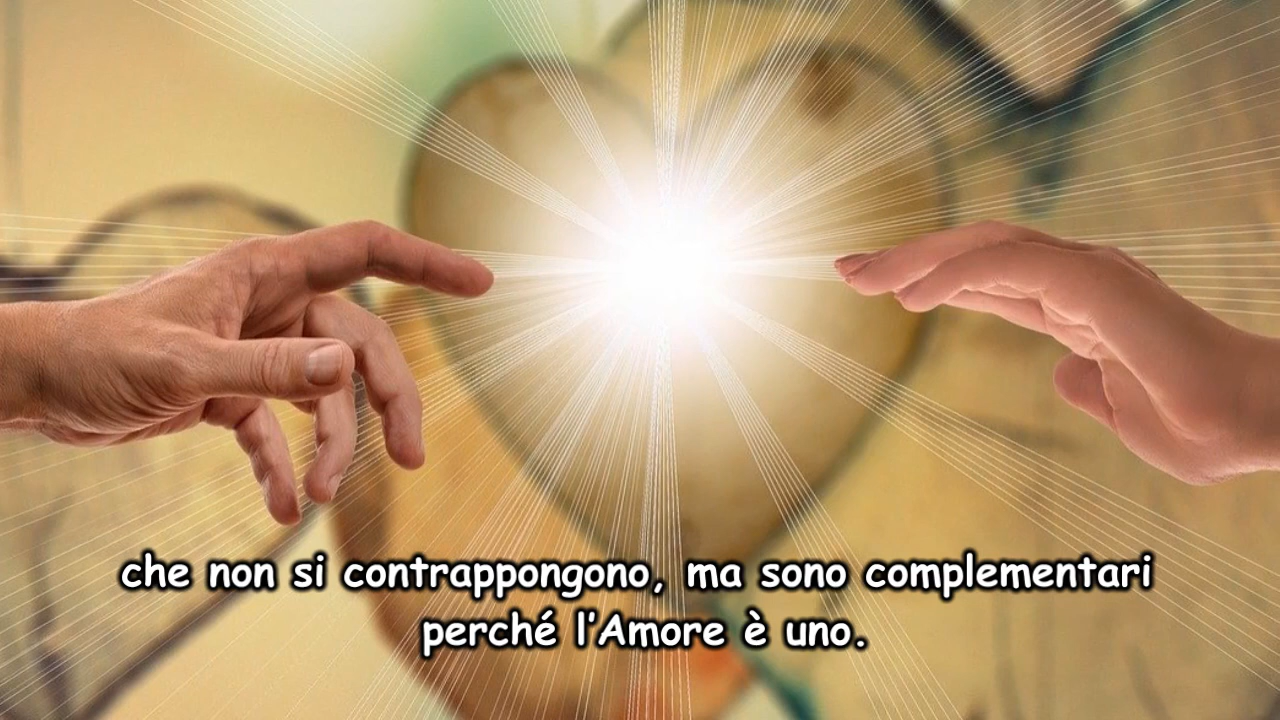 che non si contrappongono, ma sono complementari
perché l'Amore è uno.